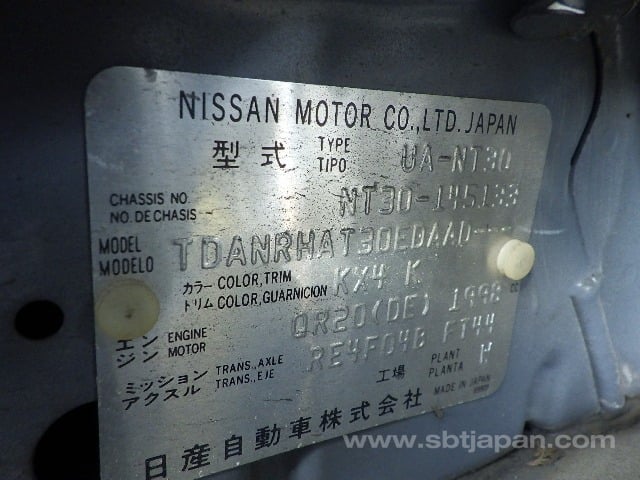 NISSAN MOTOR CO.,LTD. JAPAN
型式 TYPE TIPO UA-NT30
CHASSIS NO. NO. DE CHASIS NT30-145133
MODEL MODELO TDANRHAT30EDAAD---
カラー COLOR, TRIM
トリム COLOR, GUARNICION KX4 K
エンジン ENGINE MOTOR QR20(DE) 1998 CC
ミッション TRANS., AXLE
アクスル TRANS., EJE RE4F04B FT44
工場 PLANT PLANTA W
MADE IN JAPAN
日産自動車株式会社
www.sbtjapan.com